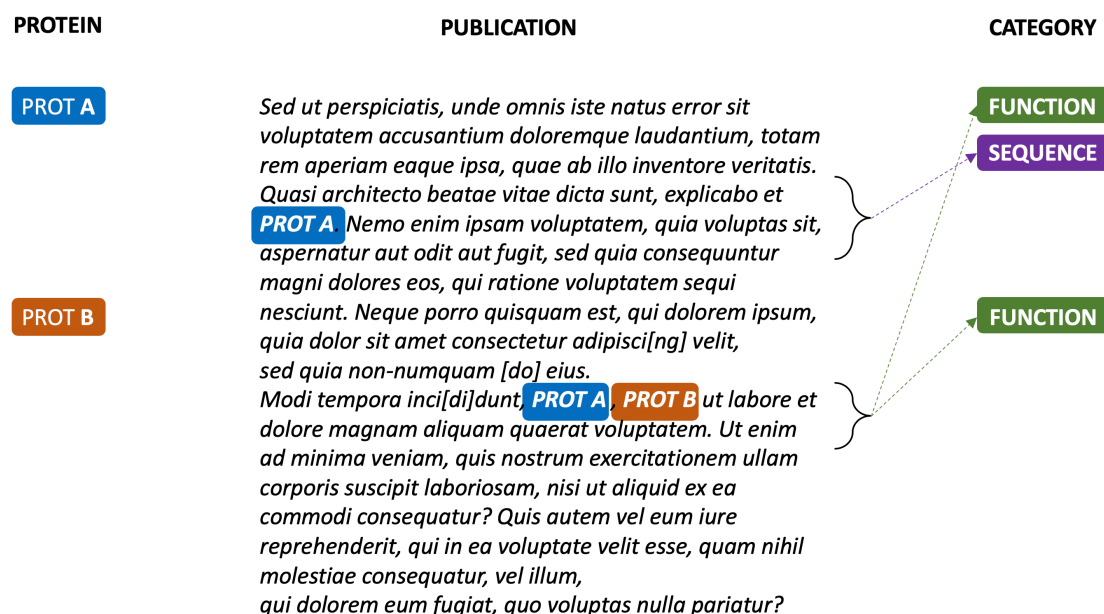 PROTEIN
PUBLICATION
CATEGORY
PROT A
Sed ut perspiciatis, unde omnis iste natus error sit
voluptatem accusantium doloremque laudantium, totam
rem aperiam eaque ipsa, quae ab illo inventore veritatis.
Quasi architecto beatae vitae dicta sunt, explicabo et
PROT A. Nemo enim ipsam voluptatem, quia voluptas sit,
aspernatur aut odit aut fugit, sed quia consequuntur
magni dolores eos, qui ratione voluptatem sequi
nesciunt. Neque porro quisquam est, qui dolorem ipsum,
quia dolor sit amet consectetur adipisci[ng] velit,
sed quia non-numquam [do] eius.
Modi tempora inci[di]dunt, PROT A, PROT B ut labore et
dolore magnam aliquam quaerat voluptatem. Ut enim
ad minima veniam, quis nostrum exercitationem ullam
corporis suscipit laboriosam, nisi ut aliquid ex ea
commodi consequatur? Quis autem vel eum iure
reprehenderit, qui in ea voluptate velit esse, quam nihil
molestiae consequatur, vel illum,
qui dolorem eum fugiat, quo voluptas nulla pariatur?
FUNCTION
SEQUENCE
PROT B
FUNCTION